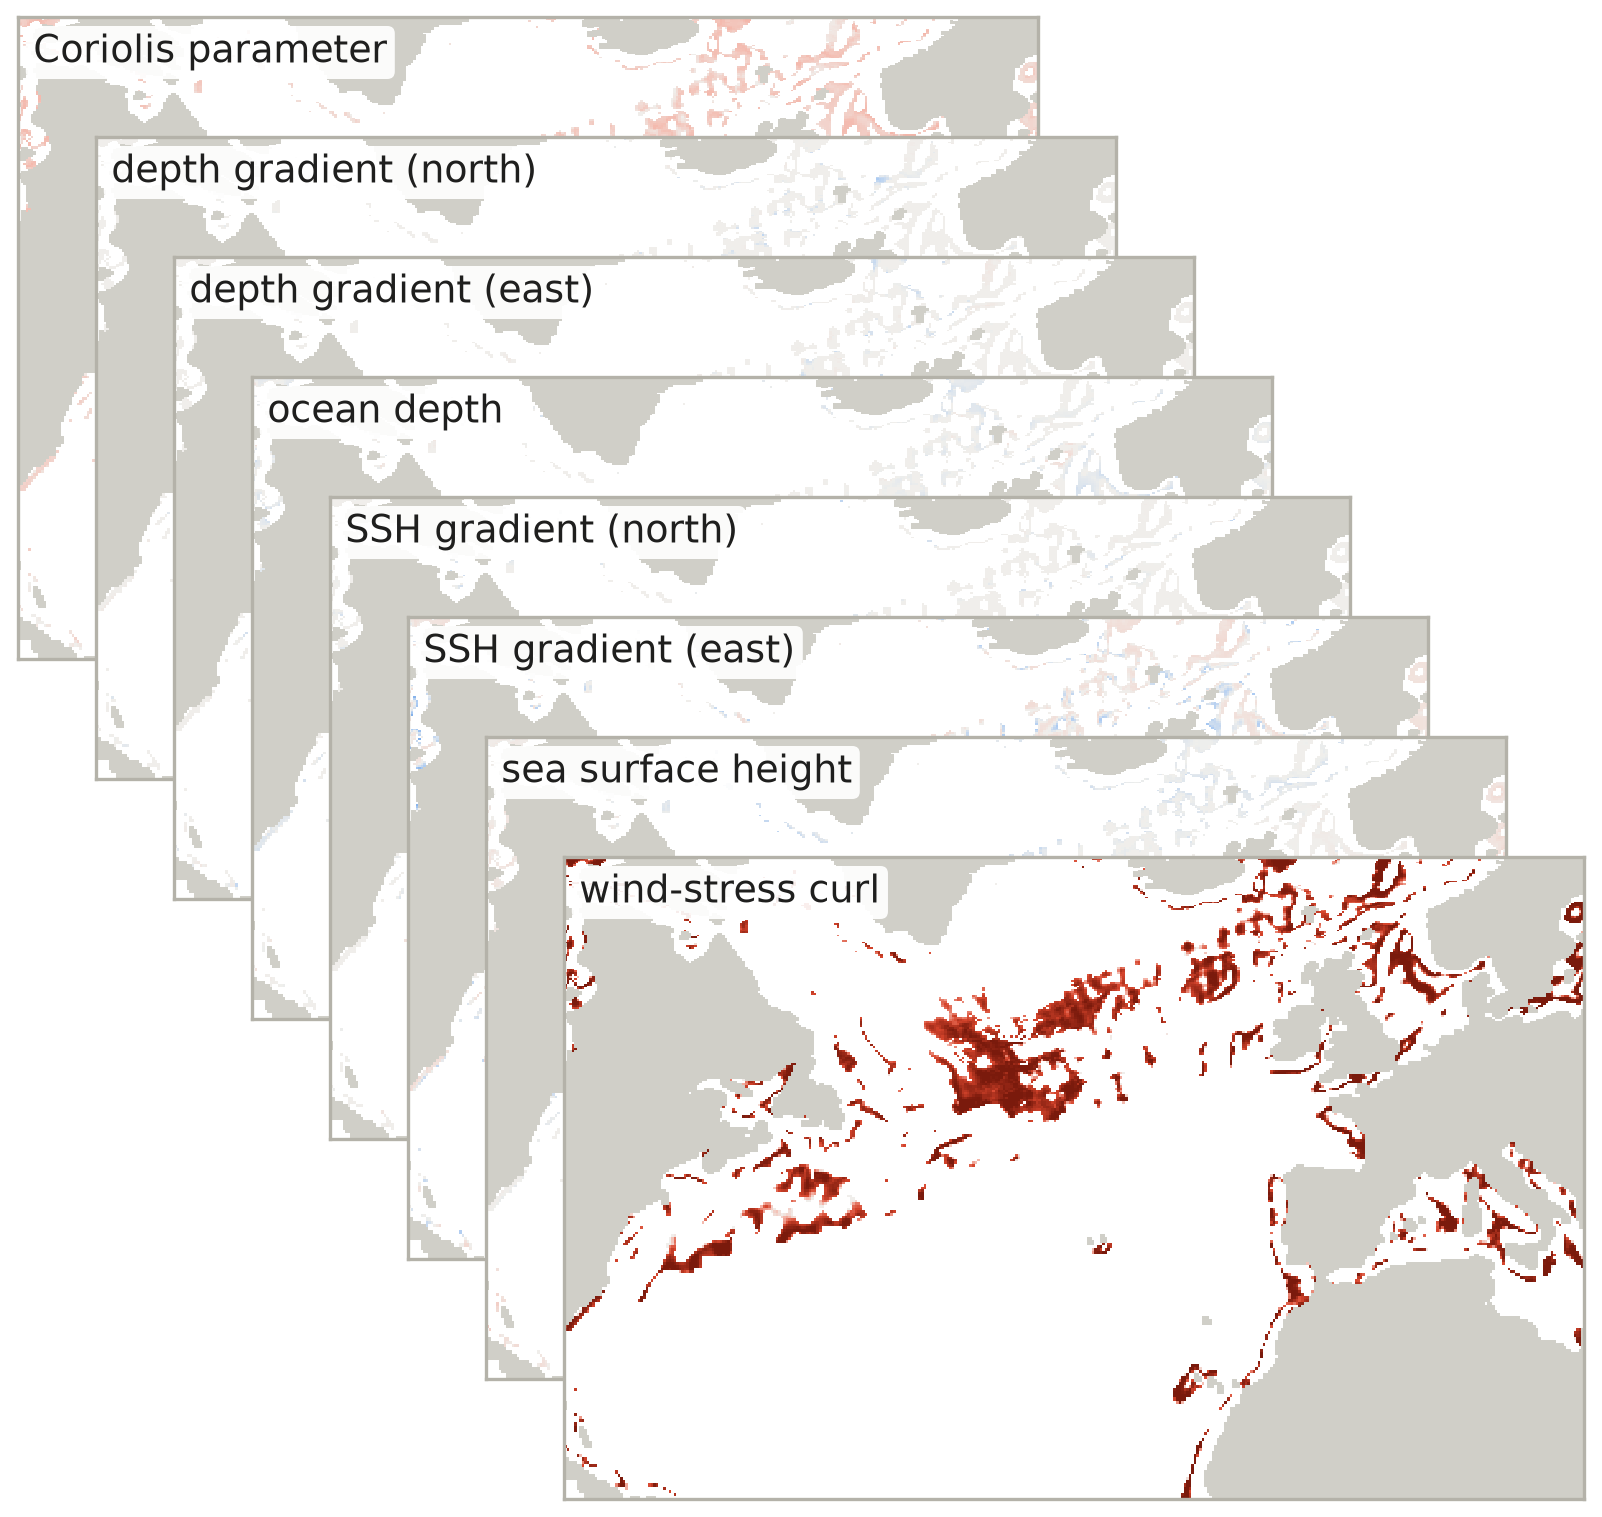 Coriolis parameter
depth gradient (north)
depth gradient (east)
ocean depth
SSH gradient (north)
SSH gradient (east)
sea surface height
wind-stress curl